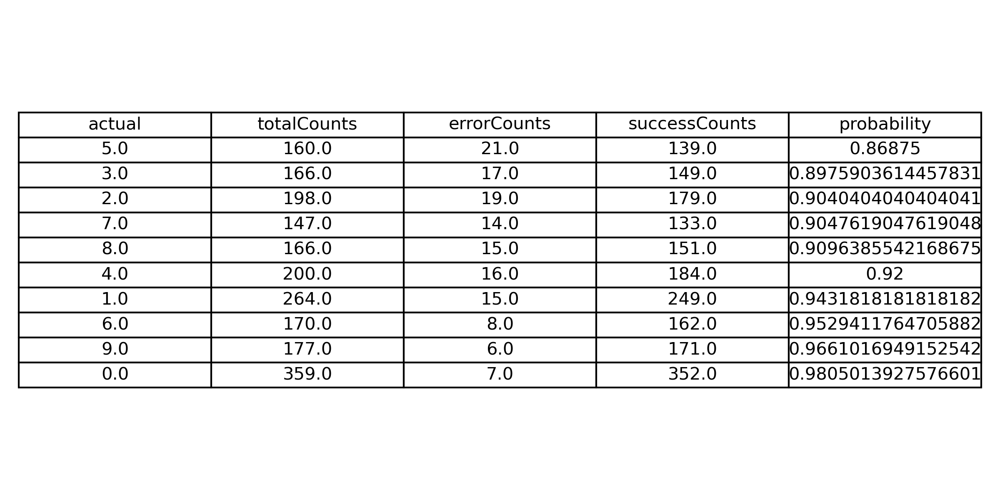 actual totalCounts errorCounts successCounts probability
5.0 160.0 21.0 139.0 0.86875
3.0 166.0 17.0 149.0 0.8975903614457831
2.0 198.0 19.0 179.0 0.9040404040404041
7.0 147.0 14.0 133.0 0.9047619047619048
8.0 166.0 15.0 151.0 0.9096385542168675
4.0 200.0 16.0 184.0 0.92
1.0 264.0 15.0 249.0 0.9431818181818182
6.0 170.0 8.0 162.0 0.9529411764705882
9.0 177.0 6.0 171.0 0.9661016949152542
0.0 359.0 7.0 352.0 0.9805013927576601